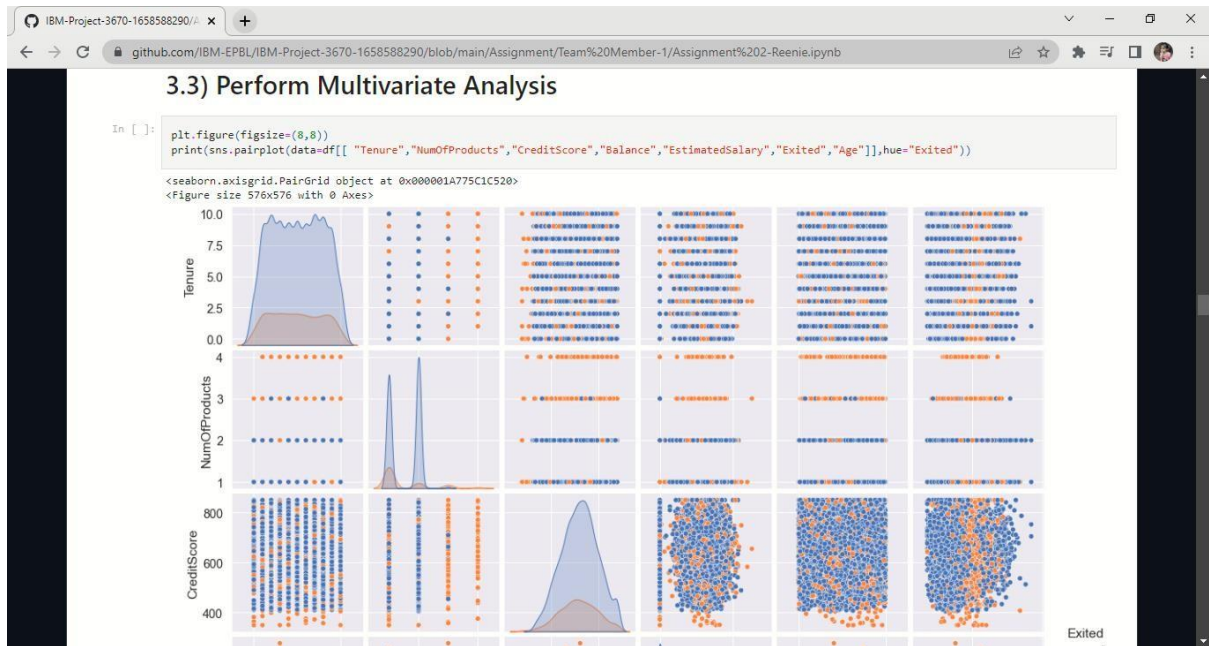 IBM-Project-3670-1658588290/A
github.com/IBM-EPBL/IBM-Project-3670-1658588290/blob/main/Assignment/Team%20Member-1/Assignment%202-Reenie.ipynb
3.3) Perform Multivariate Analysis
In [ ]:
plt.figure(figsize=(8,8))
print(sns.pairplot(data=df[[ "Tenure","NumOfProducts","CreditScore","Balance","EstimatedSalary","Exited","Age"]],hue="Exited"))
<seaborn.axisgrid.PairGrid object at 0x000001A775C1C520>
<Figure size 576x576 with 0 Axes>
10.0
7.5
5.0
2.5
0.0
Tenure
4
3
2
1
NumOfProducts
800
600
400
CreditScore
Exited